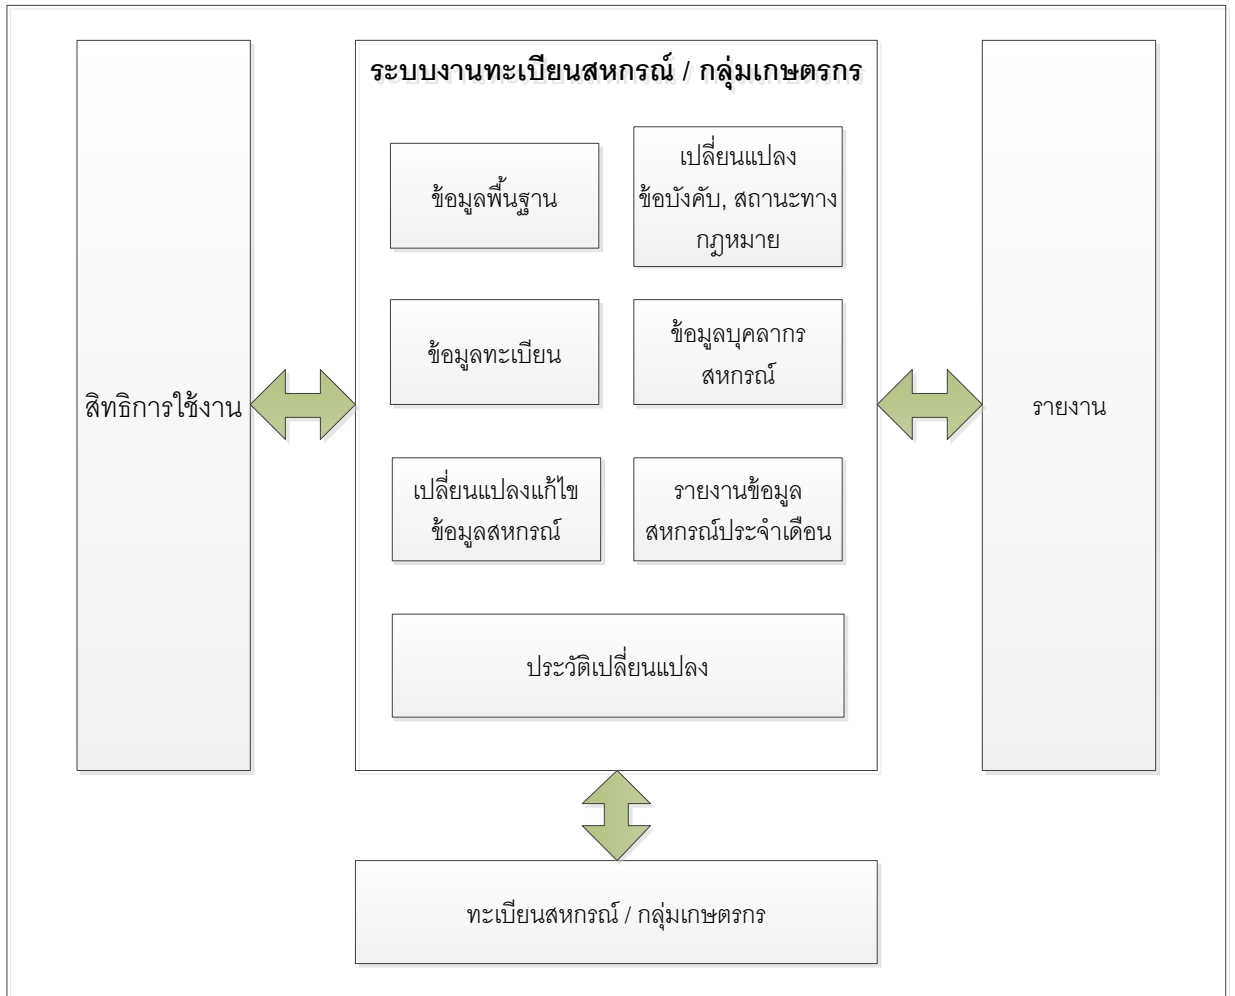 ระบบงานทะเบียนสหกรณ์ / กลุ่มเกษตรกร
ข้อมูลพื้นฐาน
เปลี่ยนแปลง
ข้อบังคับ, สถานะทาง
กฎหมาย
ข้อมูลทะเบียน
ข้อมูลบุคลากร
สหกรณ์
สิทธิการใช้งาน
รายงาน
เปลี่ยนแปลงแก้ไข
ข้อมูลสหกรณ์
รายงานข้อมูล
สหกรณ์ประจำเดือน
ประวัติเปลี่ยนแปลง
ทะเบียนสหกรณ์ / กลุ่มเกษตรกร